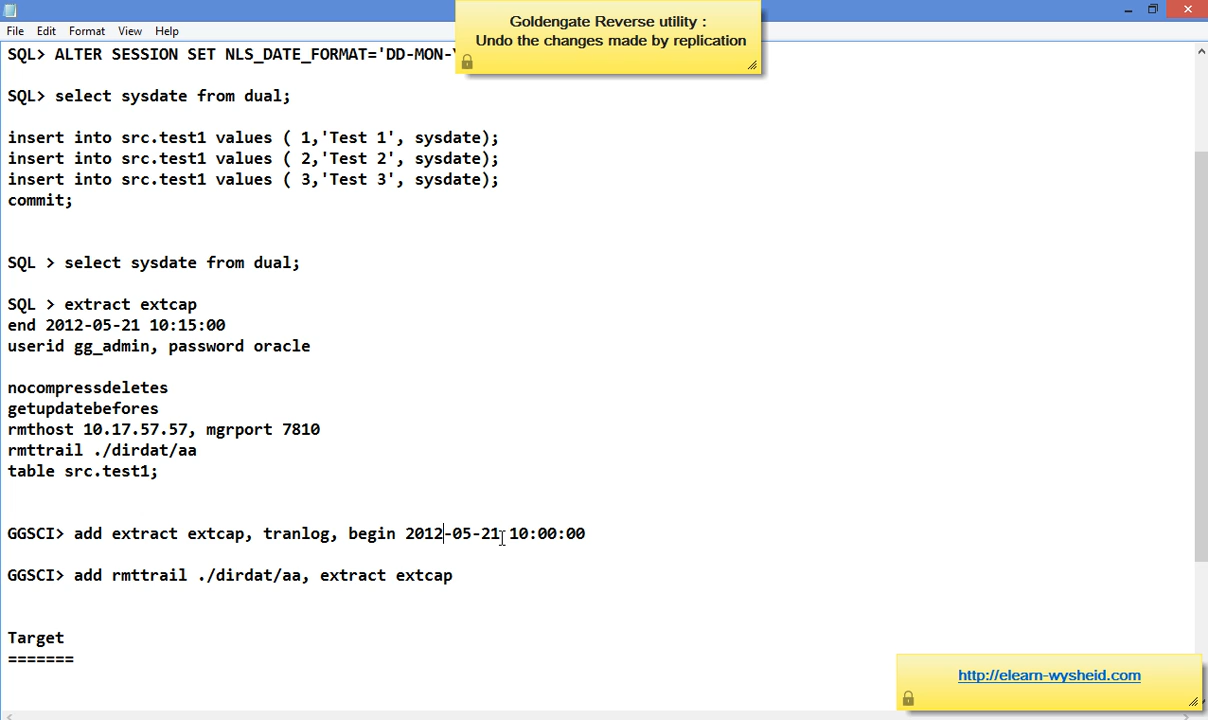 Goldengate Reverse utility :
Undo the changes made by replication
File Edit Format View Help
SQL> ALTER SESSION SET NLS_DATE_FORMAT='DD-MON-
SQL> select sysdate from dual;
insert into src.test1 values ( 1,'Test 1', sysdate);
insert into src.test1 values ( 2,'Test 2', sysdate);
insert into src.test1 values ( 3,'Test 3', sysdate);
commit;
SQL > select sysdate from dual;
SQL > extract extcap
end 2012-05-21 10:15:00
userid gg_admin, password oracle
nocompressdeletes
getupdatebefores
rmthost 10.17.57.57, mgrport 7810
rmttrail ./dirdat/aa
table src.test1;
GGSCI> add extract extcap, tranlog, begin 2012-05-21 10:00:00
GGSCI> add rmttrail ./dirdat/aa, extract extcap
Target
=======
http://elearn-wysheid.com